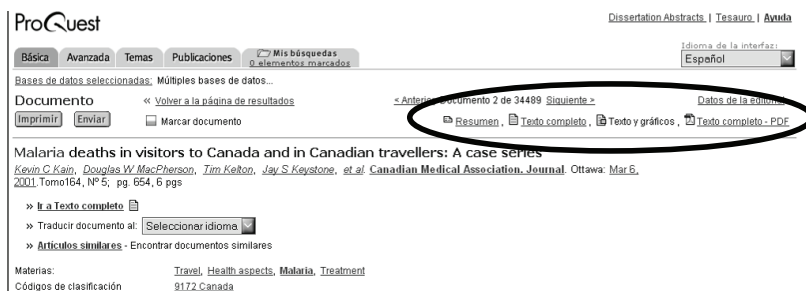 ProQuest
Dissertation Abstracts | Tesauro | Ayuda
Básica Avanzada Temas Publicaciones Mis búsquedas
0 elementos marcados
Idioma de la interfaz:
Español
Bases de datos seleccionadas: Múltiples bases de datos...
Documento « Volver a la página de resultados < Anterior Documento 2 de 34489 Siguiente > Datos de la editorial
Imprimir Enviar Marcar documento Resumen , Texto completo , Texto y gráficos , Texto completo - PDF
Malaria deaths in visitors to Canada and in Canadian travellers: A case series
Kevin C Kain, Douglas W MacPherson, Tim Kelton, Jay S Keystone, et al. Canadian Medical Association. Journal. Ottawa: Mar 6,
2001.Tomo164, Nº 5; pg. 654, 6 pgs
» Ir a Texto completo
» Traducir documento al: Seleccionar idioma
» Artículos similares - Encontrar documentos similares
Materias: Travel, Health aspects, Malaria, Treatment
Códigos de clasificación 9172 Canada